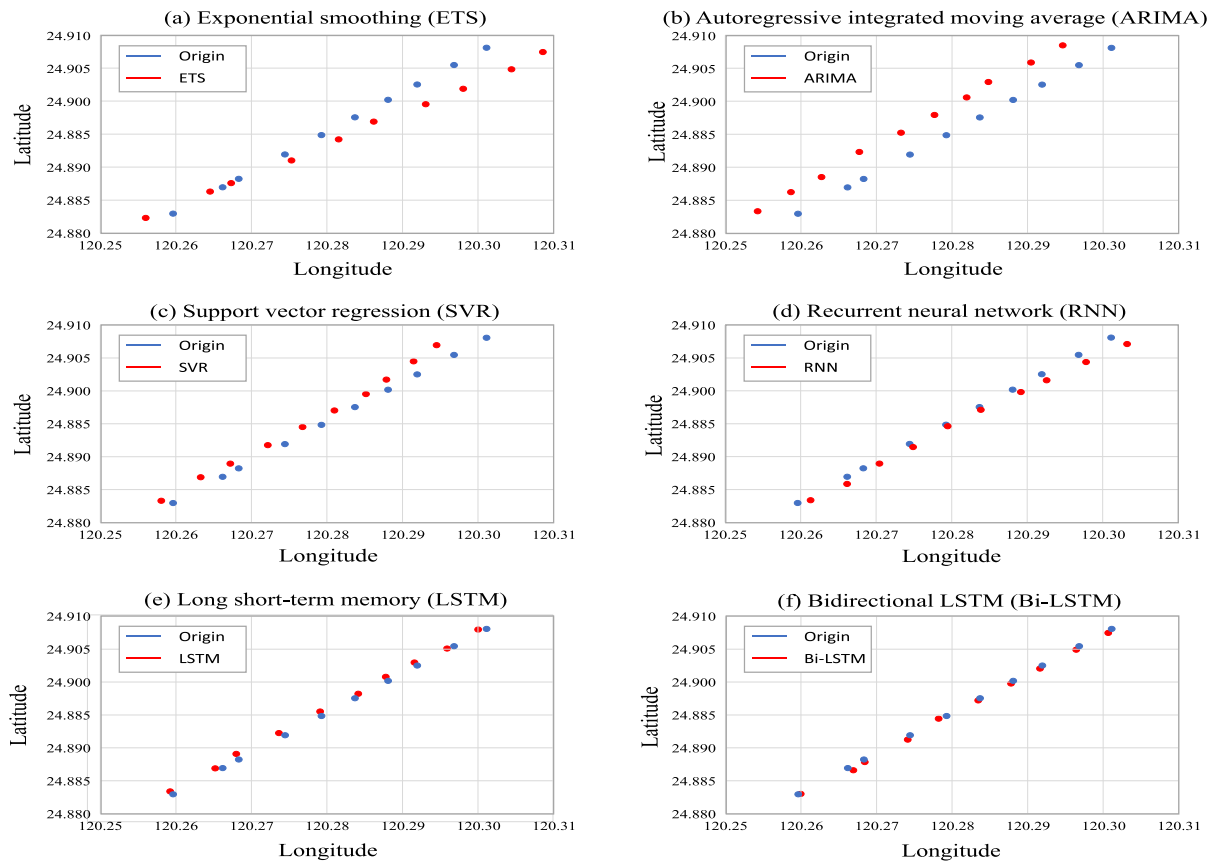 (a) Exponential smoothing (ETS)
24.910
24.905
24.900
24.885
24.890
24.885
24.880
Latitude
Origin
ETS
120.25
120.26
120.27
120.28
120.29
120.30
120.31
Longitude
(b) Autoregressive integrated moving average (ARIMA)
24.910
24.905
24.900
24.885
24.890
24.885
24.880
Latitude
Origin
ARIMA
120.25
120.26
120.27
120.28
120.29
120.30
120.31
Longitude
(c) Support vector regression (SVR)
24.910
24.905
24.900
24.885
24.890
24.885
24.880
Latitude
Origin
SVR
120.25
120.26
120.27
120.28
120.29
120.30
120.31
Longitude
(d) Recurrent neural network (RNN)
24.910
24.905
24.900
24.885
24.890
24.885
24.880
Latitude
Origin
RNN
120.25
120.26
120.27
120.28
120.29
120.30
120.31
Longitude
(e) Long short-term memory (LSTM)
24.910
24.905
24.900
24.885
24.890
24.885
24.880
Latitude
Origin
LSTM
120.25
120.26
120.27
120.28
120.29
120.30
120.31
Longitude
(f) Bidirectional LSTM (Bi-LSTM)
24.910
24.905
24.900
24.885
24.890
24.885
24.880
Latitude
Origin
Bi-LSTM
120.25
120.26
120.27
120.28
120.29
120.30
120.31
Longitude